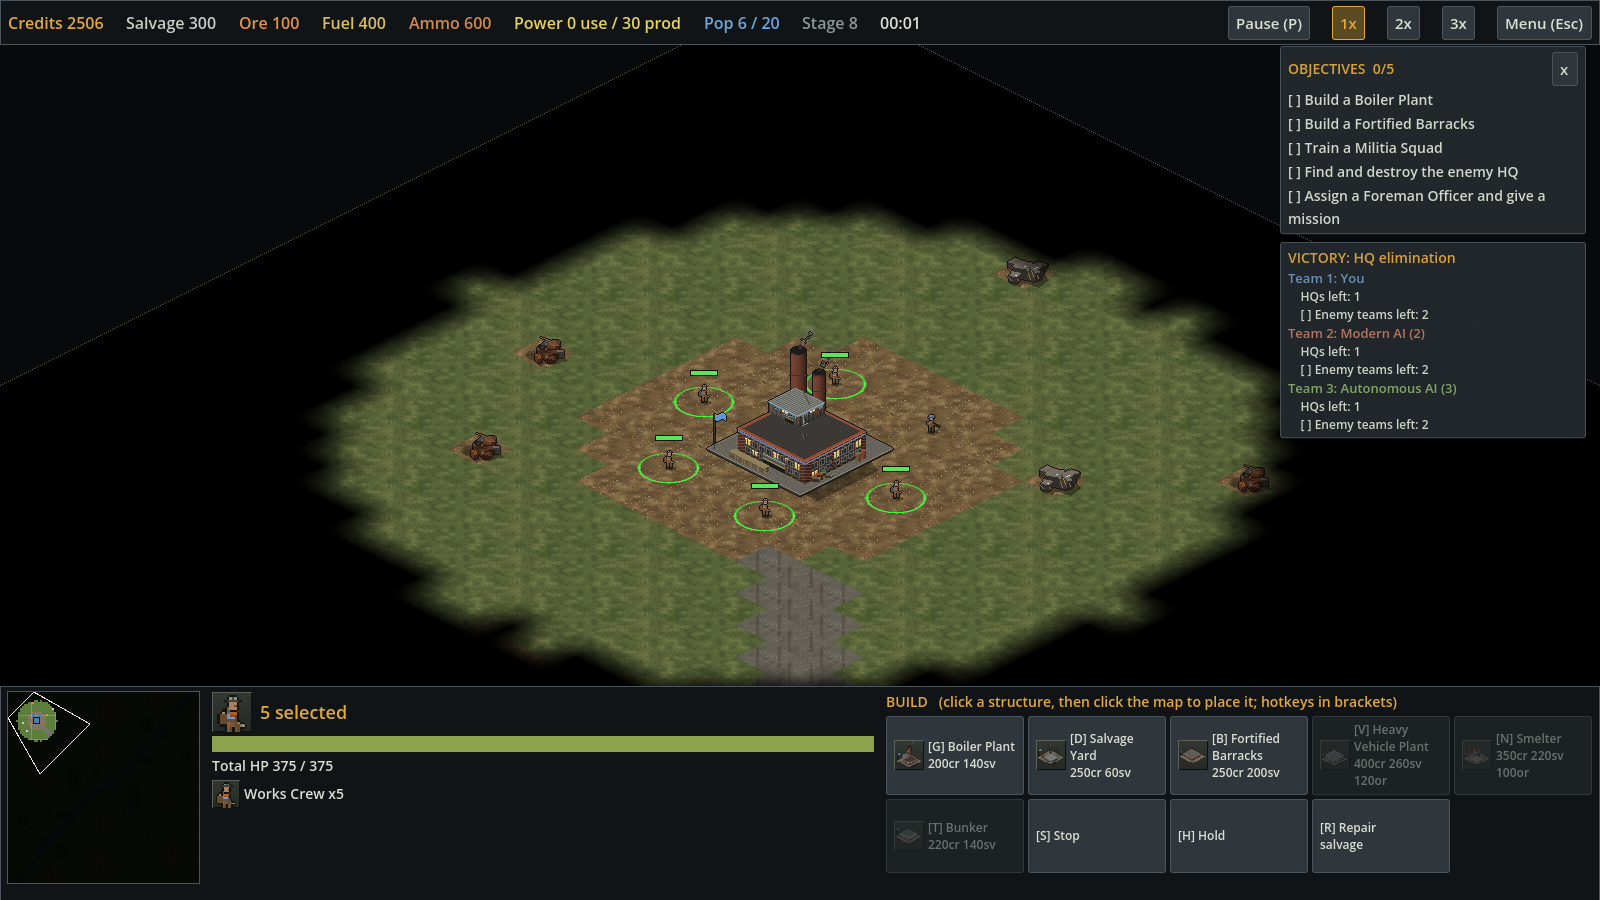 Credits 2506 Salvage 300 Ore 100 Fuel 400 Ammo 600 Power 0 use / 30 prod Pop 6 / 20 Stage 8 00:01 Pause (P) 1x 2x 3x Menu (Esc)
OBJECTIVES 0/5 x
[ ] Build a Boiler Plant
[ ] Build a Fortified Barracks
[ ] Train a Militia Squad
[ ] Find and destroy the enemy HQ
[ ] Assign a Foreman Officer and give a
mission
VICTORY: HQ elimination
Team 1: You
HQs left: 1
[ ] Enemy teams left: 2
Team 2: Modern AI (2)
HQs left: 1
[ ] Enemy teams left: 2
Team 3: Autonomous AI (3)
HQs left: 1
[ ] Enemy teams left: 2
5 selected
Total HP 375 / 375
Works Crew x5
BUILD (click a structure, then click the map to place it; hotkeys in brackets)
[G] Boiler Plant
200cr 140sv
[D] Salvage
Yard
250cr 60sv
[B] Fortified
Barracks
250cr 200sv
[V] Heavy
Vehicle Plant
400cr 260sv
120or
[N] Smelter
350cr 220sv
100or
[T] Bunker
220cr 140sv
[S] Stop
[H] Hold
[R] Repair
salvage